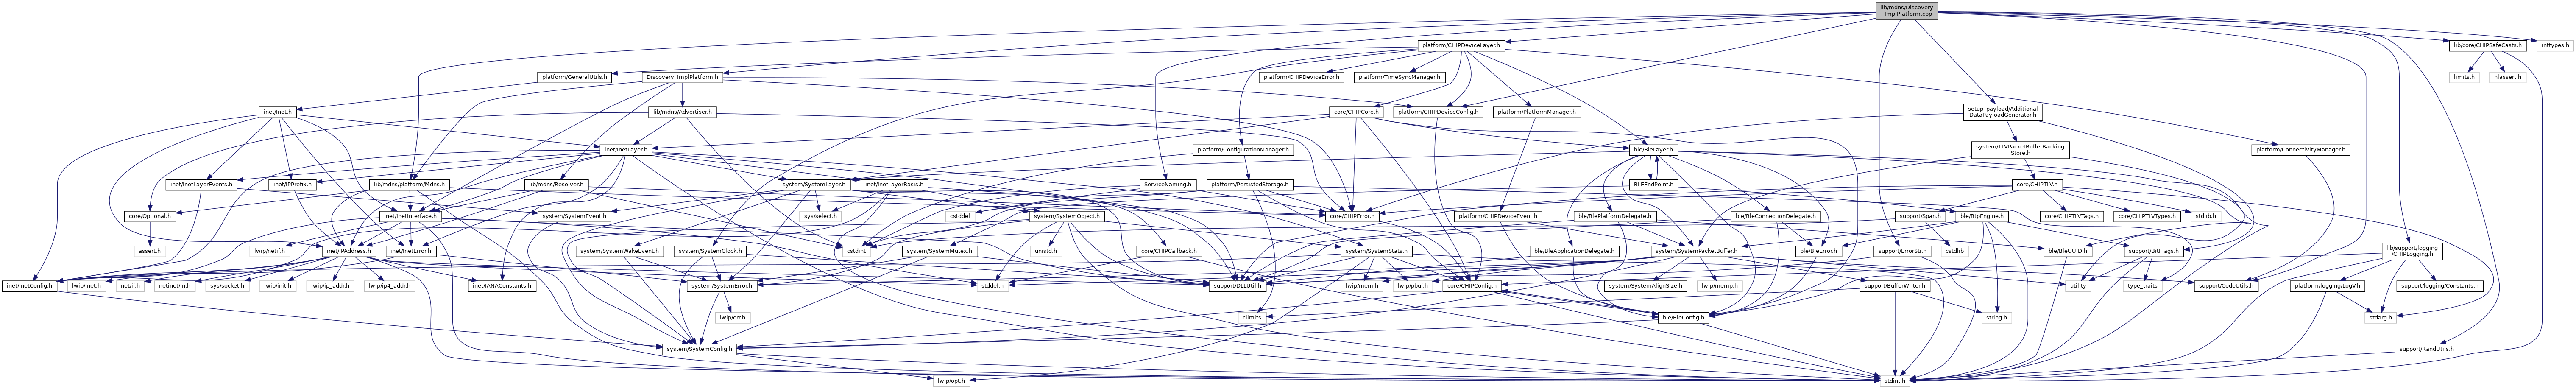 lib/mdns/Discovery
_ImplPlatform.cpp
platform/CHIPDeviceLayer.h
lib/core/CHIPSafeCasts.h
inttypes.h
platform/GeneralUtils.h
Discovery_ImplPlatform.h
platform/CHIPDeviceError.h
platform/TimeSyncManager.h
limits.h
nlassert.h
inet/Inet.h
lib/mdns/Advertiser.h
core/CHIPCore.h
platform/CHIPDeviceConfig.h
platform/PlatformManager.h
setup_payload/Additional
DataPayloadGenerator.h
inet/InetLayer.h
platform/ConfigurationManager.h
ble/BleLayer.h
system/TLVPacketBufferBacking
Store.h
platform/ConnectivityManager.h
inet/InetLayerEvents.h
inet/IPPrefix.h
lib/mdns/platform/Mdns.h
lib/mdns/Resolver.h
system/SystemLayer.h
inet/InetLayerBasis.h
ServiceNaming.h
platform/PersistedStorage.h
BLEEndPoint.h
core/CHIPTLV.h
core/Optional.h
inet/InetInterface.h
system/SystemEvent.h
sys/select.h
system/SystemObject.h
cstddef
core/CHIPError.h
platform/CHIPDeviceEvent.h
ble/BlePlatformDelegate.h
ble/BleConnectionDelegate.h
support/Span.h
ble/BtpEngine.h
core/CHIPTLVTags.h
core/CHIPTLVTypes.h
stdlib.h
assert.h
lwip/netif.h
inet/IPAddress.h
inet/InetError.h
system/SystemWakeEvent.h
system/SystemClock.h
cstdint
system/SystemMutex.h
unistd.h
core/CHIPCallback.h
system/SystemStats.h
ble/BleApplicationDelegate.h
system/SystemPacketBuffer.h
ble/BleError.h
support/ErrorStr.h
cstdlib
ble/BleUUID.h
support/BitFlags.h
lib/support/logging
/CHIPLogging.h
inet/InetConfig.h
lwip/inet.h
net/if.h
netinet/in.h
sys/socket.h
lwip/init.h
lwip/ip_addr.h
lwip/ip4_addr.h
inet/IANAConstants.h
system/SystemError.h
stddef.h
support/DLLUtil.h
lwip/mem.h
lwip/pbuf.h
core/CHIPConfig.h
system/SystemAlignSize.h
lwip/memp.h
support/BufferWriter.h
utility
type_traits
support/CodeUtils.h
platform/logging/LogV.h
support/logging/Constants.h
lwip/err.h
climits
ble/BleConfig.h
string.h
stdarg.h
system/SystemConfig.h
support/RandUtils.h
lwip/opt.h
stdint.h